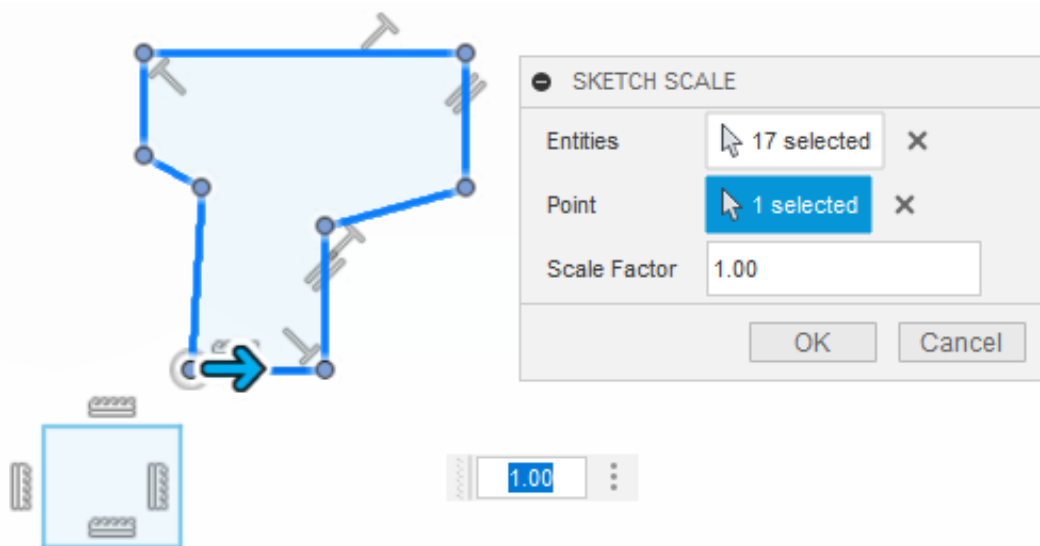 SKETCH SCALE
Entities 17 selected
Point 1 selected
Scale Factor 1.00
OK Cancel
1.00